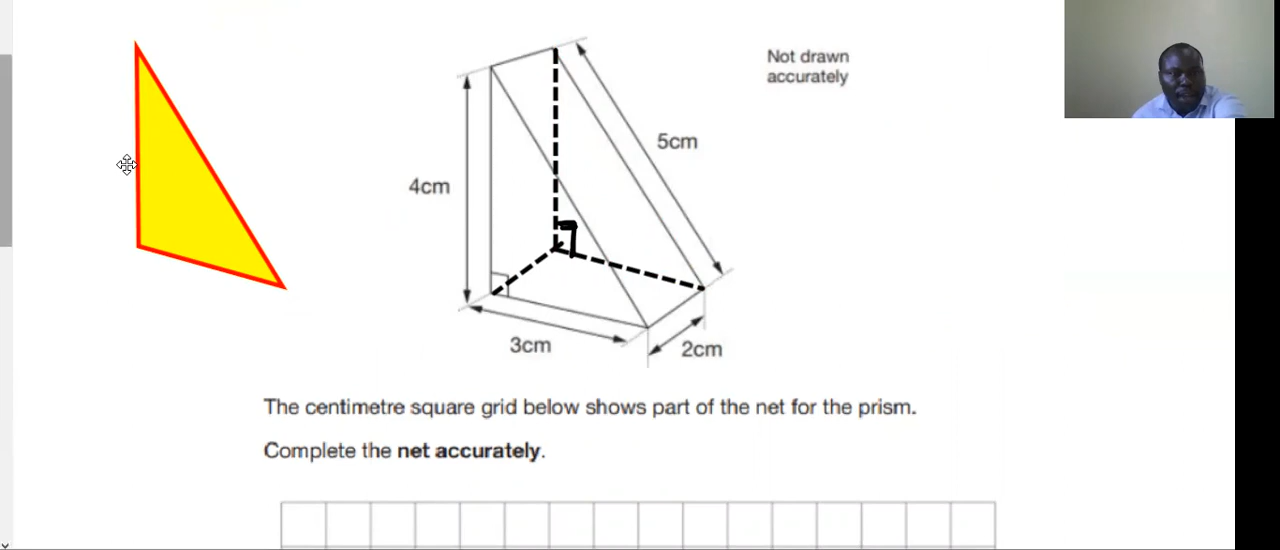 Not drawn
accurately
5cm
4cm
3cm
2cm
The centimetre square grid below shows part of the net for the prism.
Complete the net accurately.